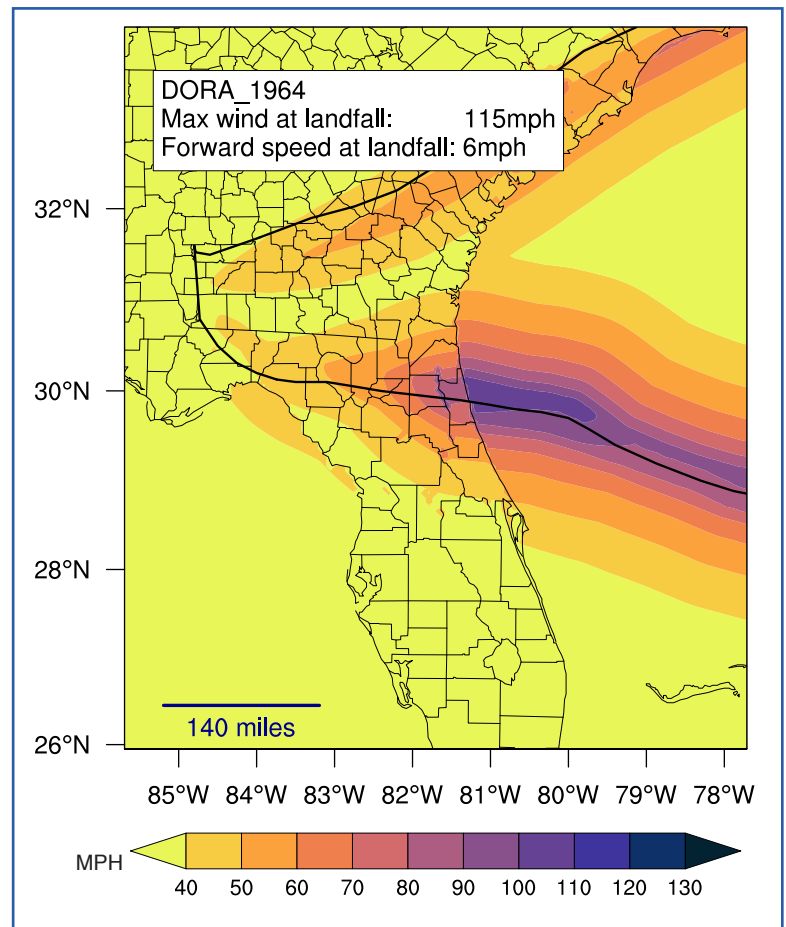 DORA_1964
Max wind at landfall: 115mph
Forward speed at landfall: 6mph
32°N
30°N
28°N
26°N
140 miles
85°W 84°W 83°W 82°W 81°W 80°W 79°W 78°W
MPH
40 50 60 70 80 90 100 110 120 130